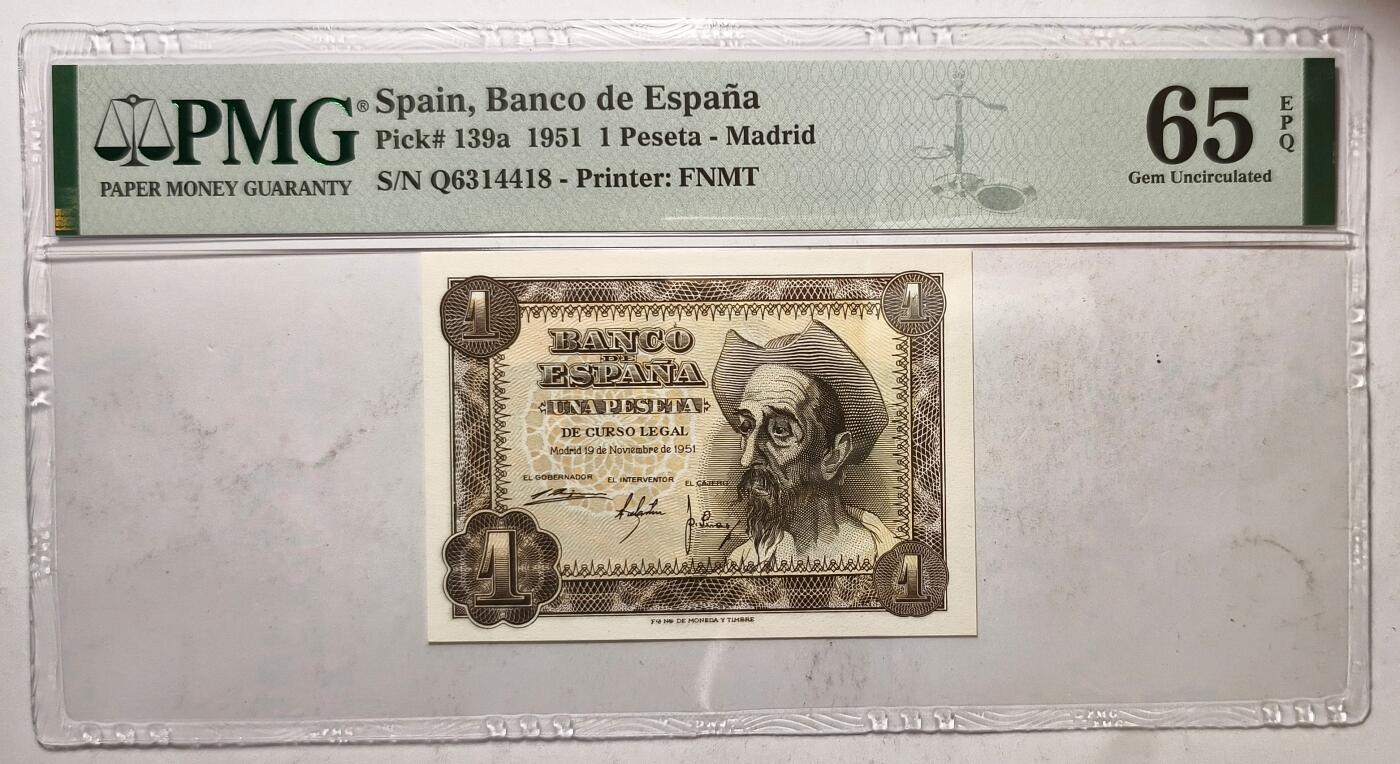 PMG®
PAPER MONEY GUARANTY
Spain, Banco de España
Pick# 139a 1951 1 Peseta - Madrid
S/N Q6314418 - Printer: FNMT
65
EPQ
Gem Uncirculated
1
1
BANCO
DE
ESPAÑA
UNA PESETA
DE CURSO LEGAL
Madrid 19 de Noviembre de 1951
EL GOBERNADOR EL INTERVENTOR EL CAJERO
1
1
DE MONEDA Y TIMBRE